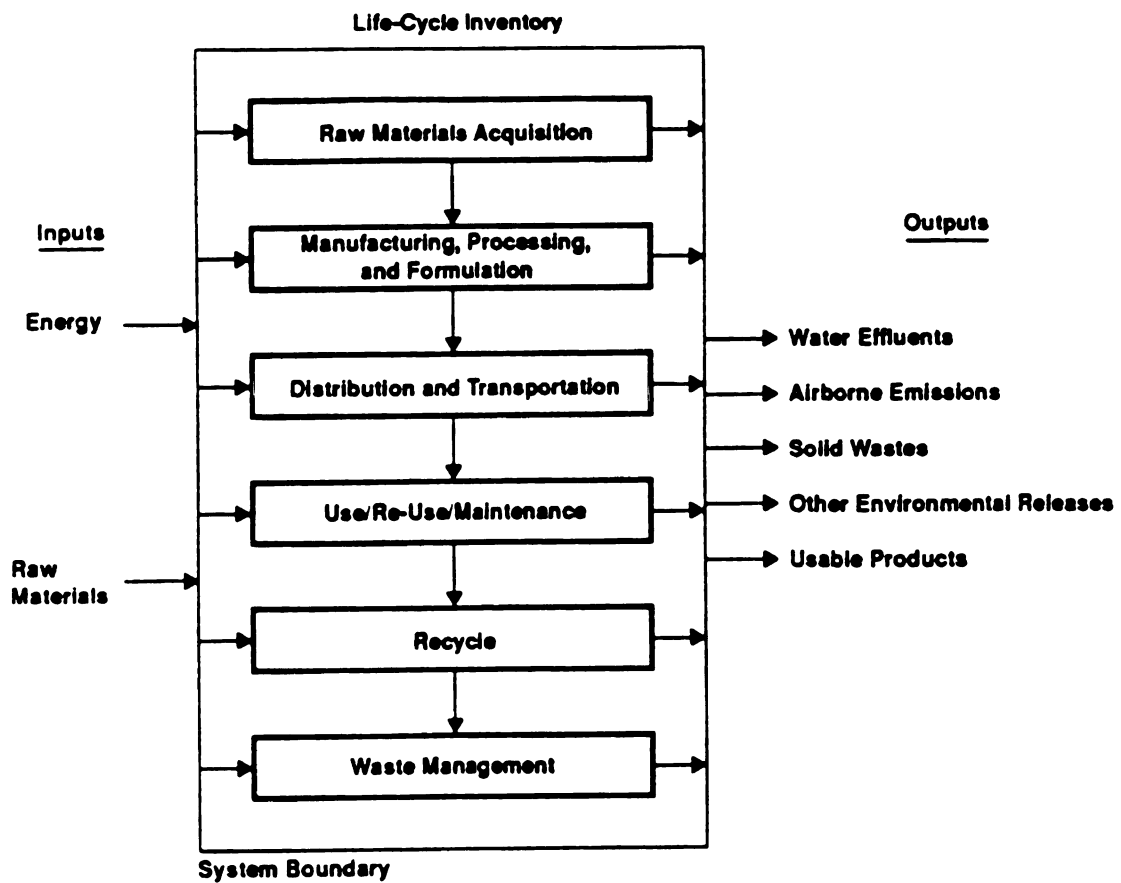 Life-Cycle Inventory
Raw Materials Acquisition
Inputs
Outputs
Manufacturing, Processing,
and Formulation
Energy
Water Effluents
Distribution and Transportation
Airborne Emissions
Solid Wastes
Use/Re-Use/Maintenance
Other Environmental Releases
Usable Products
Raw
Materials
Recycle
Waste Management
System Boundary